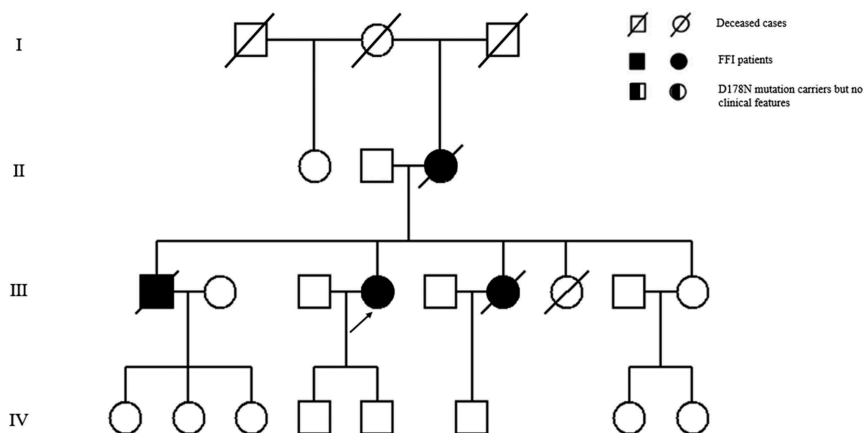 I
Deceased cases
FFI patients
D178N mutation carriers but no
clinical features
II
III
IV